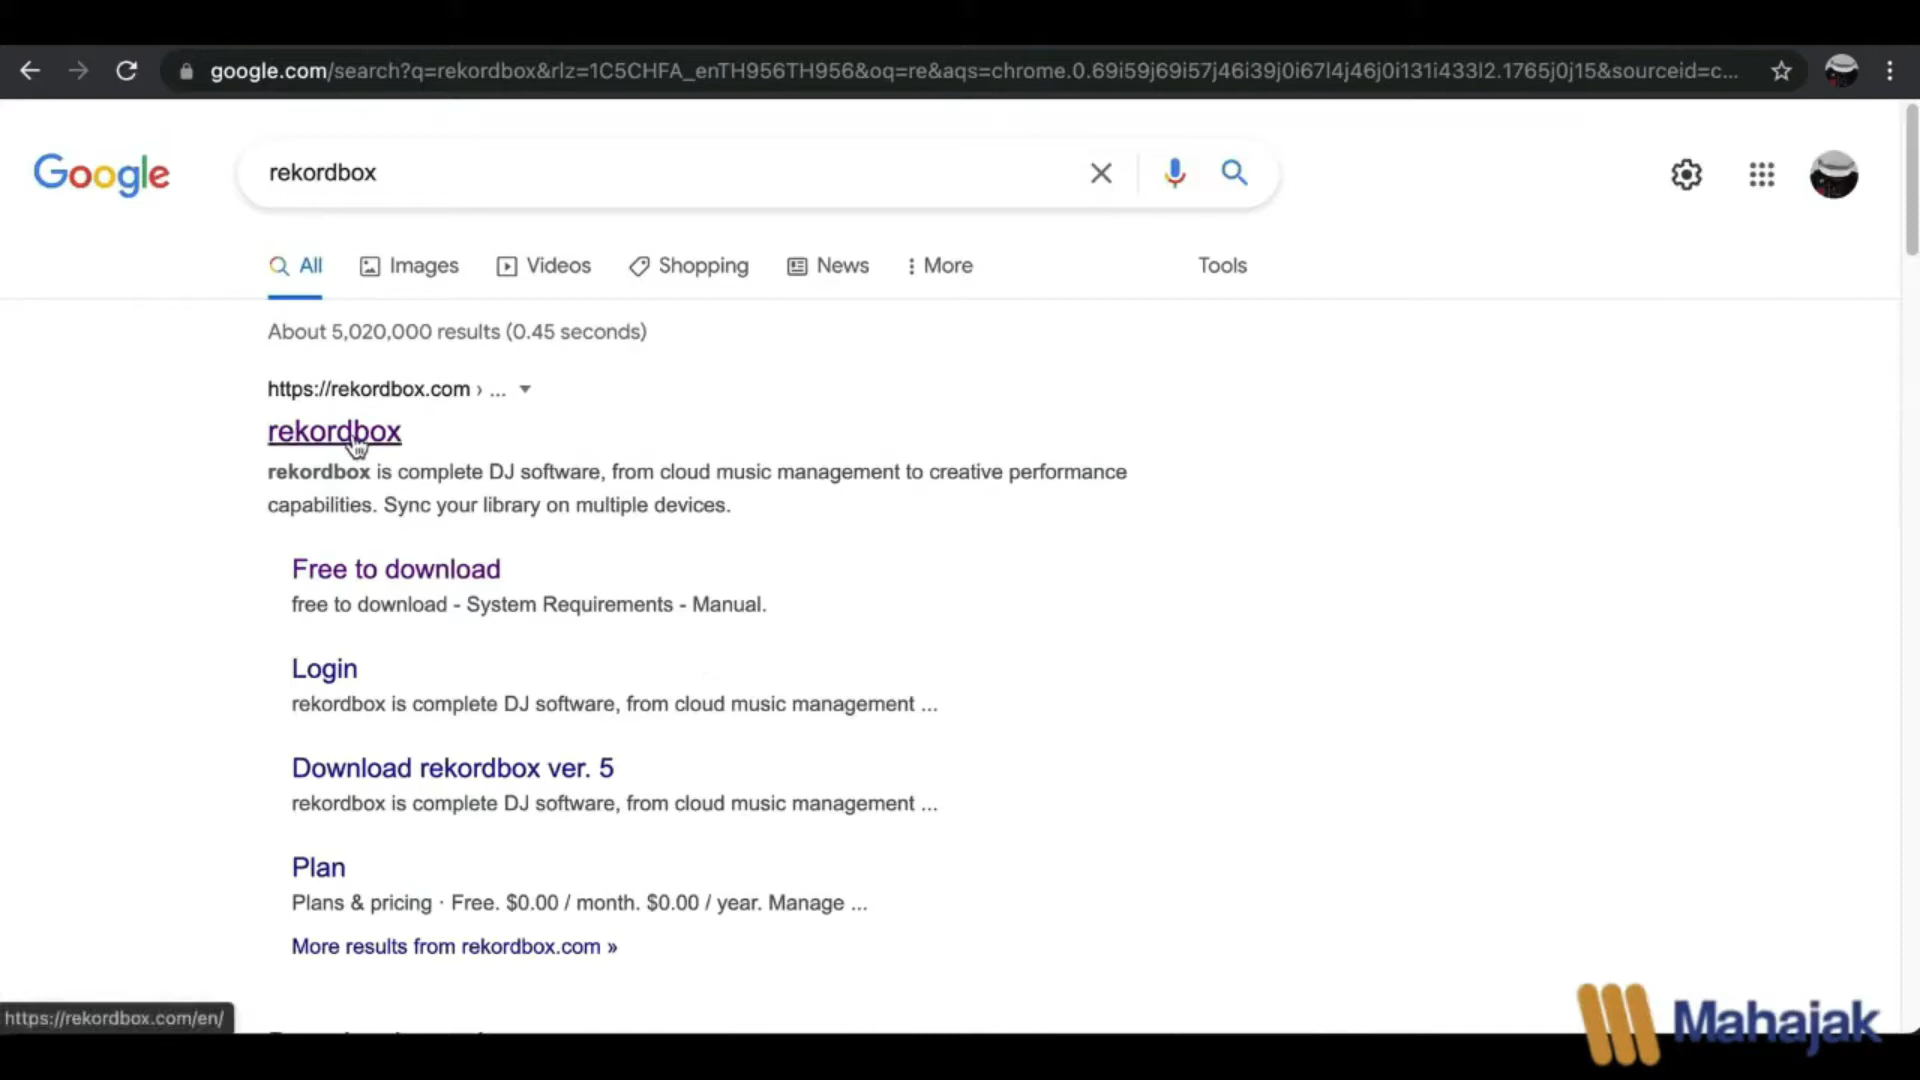 google.com/search?q=rekordbox&rlz=1C5CHFA_enTH956TH956&oq=re&aqs=chrome.0.69i59j69i57j46i39j0i67l4j46j0i131i433l2.1765j0j15&sourceid=c...
Google
rekordbox
All Images Videos Shopping News More Tools
About 5,020,000 results (0.45 seconds)
https://rekordbox.com › ...
rekordbox
rekordbox is complete DJ software, from cloud music management to creative performance
capabilities. Sync your library on multiple devices.
Free to download
free to download - System Requirements - Manual.
Login
rekordbox is complete DJ software, from cloud music management ...
Download rekordbox ver. 5
rekordbox is complete DJ software, from cloud music management ...
Plan
Plans & pricing · Free. $0.00 / month. $0.00 / year. Manage ...
More results from rekordbox.com »
https://rekordbox.com/en/
Mahajak